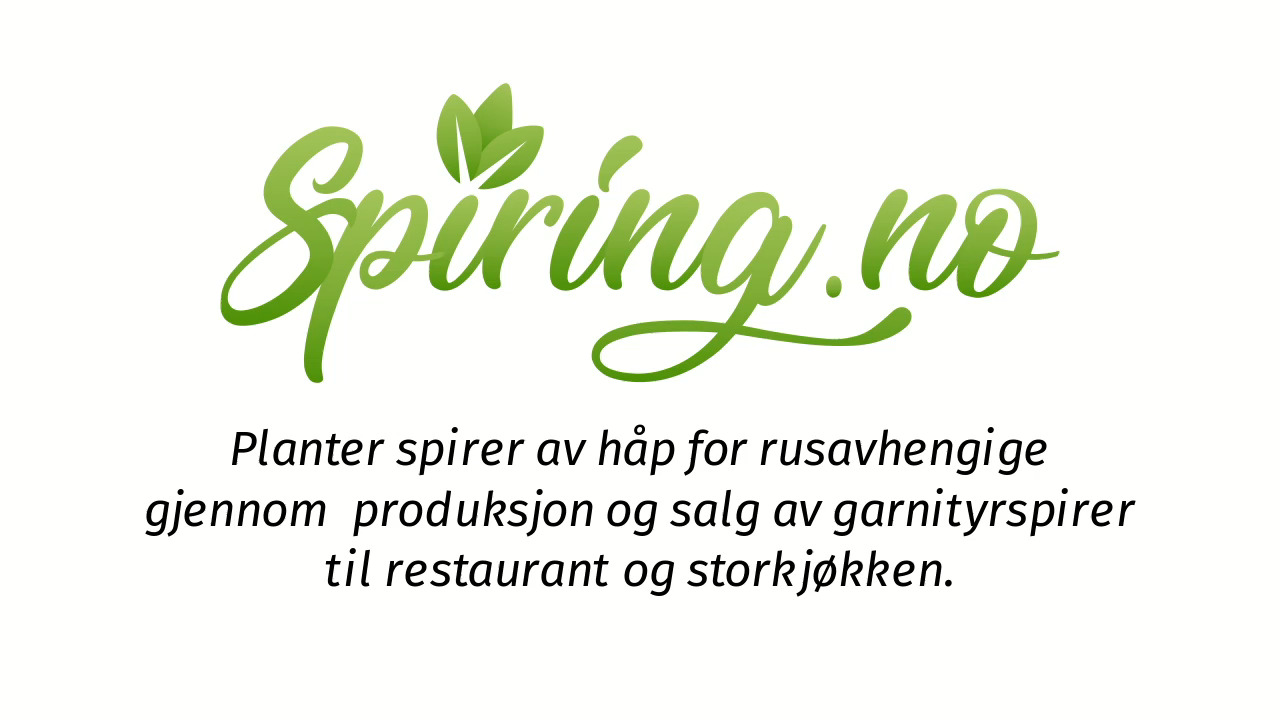 Spiring.no
Planter spirer av håp for rusavhengige
gjennom  produksjon og salg av garnityrspirer
til restaurant og storkjøkken.